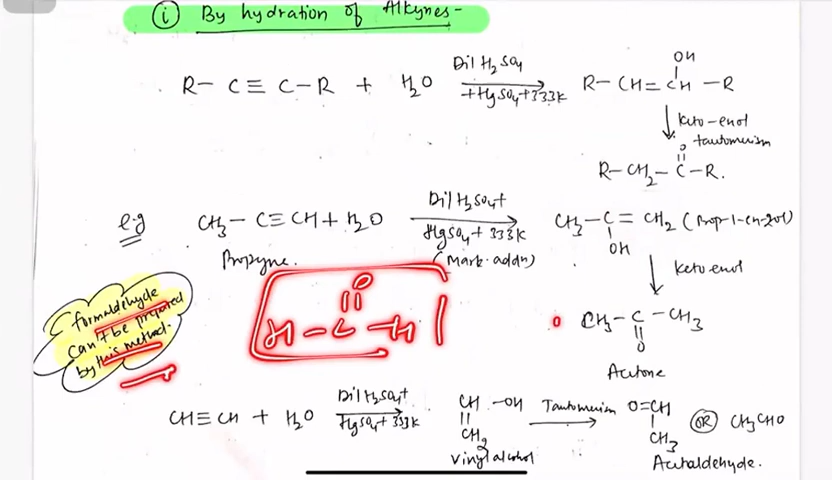 (i) By hydration of Alkynes-
R- C≡C-R + H2O Dil H2SO4 +HgSO4+333K R-CH=CH-R OH
keto-enol tautomerism
R-CH2-C-R. O
e.g CH3-C≡CH+H2O Dil H2SO4+ HgSO4+333K CH3-C=CH2 (Prop-1-en-2ol) OH
Propyne. (Mark. addn) keto enol
formaldehyde
can't be prepared
by this method.
O
H-C-H
CH3-C-CH3
O
Acetone
CH≡CH + H2O Dil H2SO4+ HgSO4+333K CH-OH Tautomerism O=CH OR CH3CHO
CH2 CH3
Vinyl alcohol Acetaldehyde.